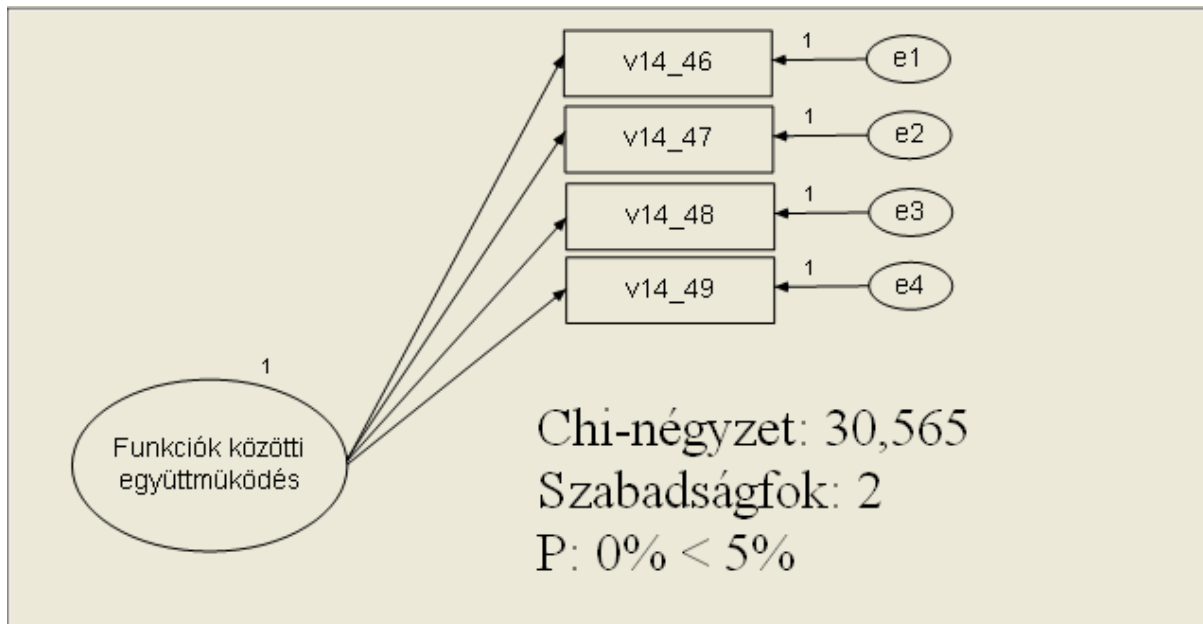 v14_46
1
e1
v14_47
1
e2
v14_48
1
e3
v14_49
1
e4
1
Funkciók közötti
együttmüködés
Chi-négyzet: 30,565
Szabadságfok: 2
P: 0% < 5%